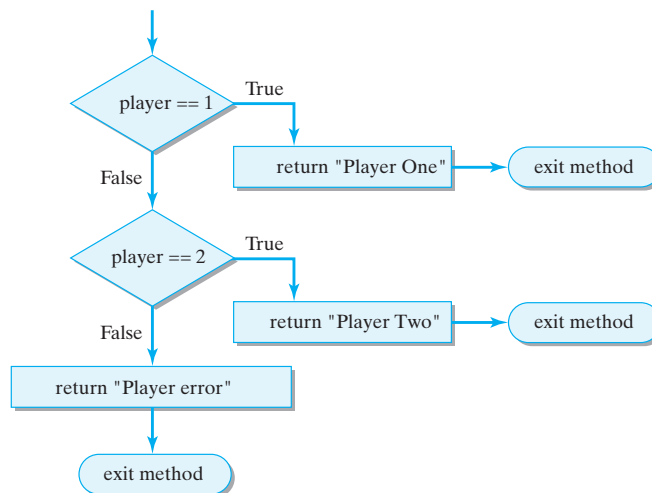 player == 1
True
return "Player One"
exit method
False
player == 2
True
return "Player Two"
exit method
False
return "Player error"
exit method